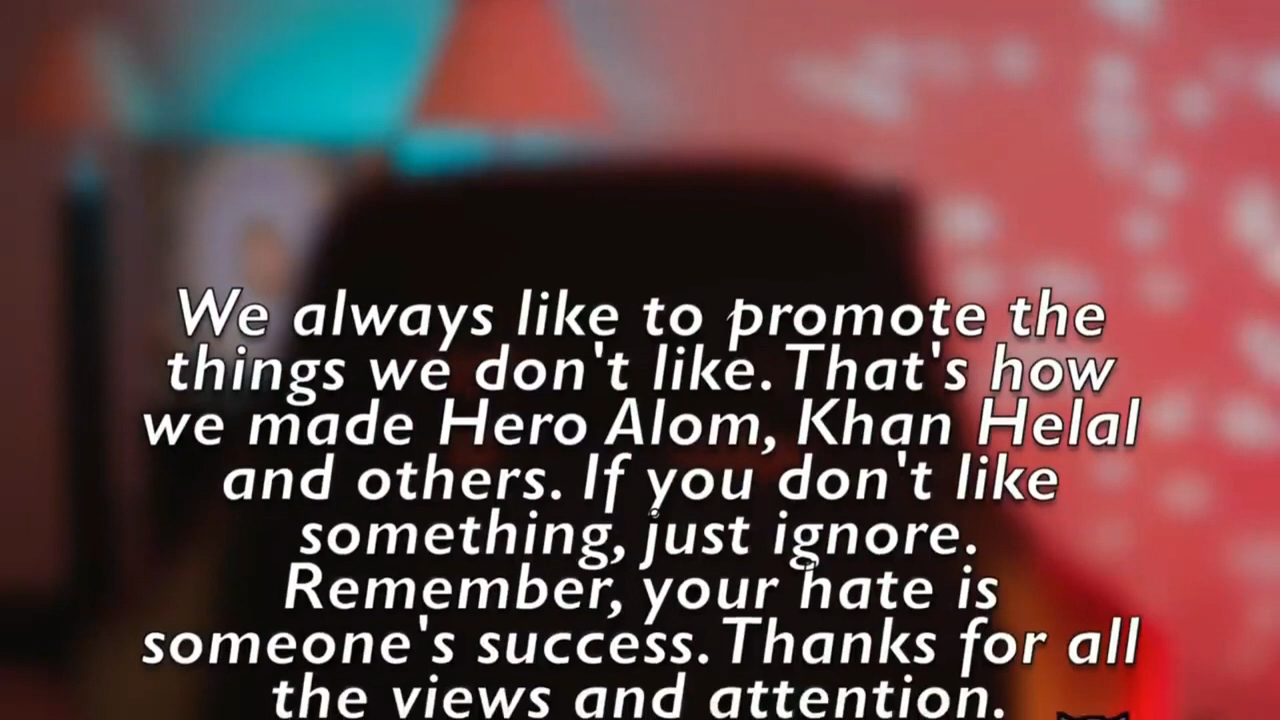 We always like to promote the
things we don't like. That's how
we made Hero Alom, Khan Helal
and others. If you don't like
something, just ignore.
Remember, your hate is
someone's success. Thanks for all
the views and attention.